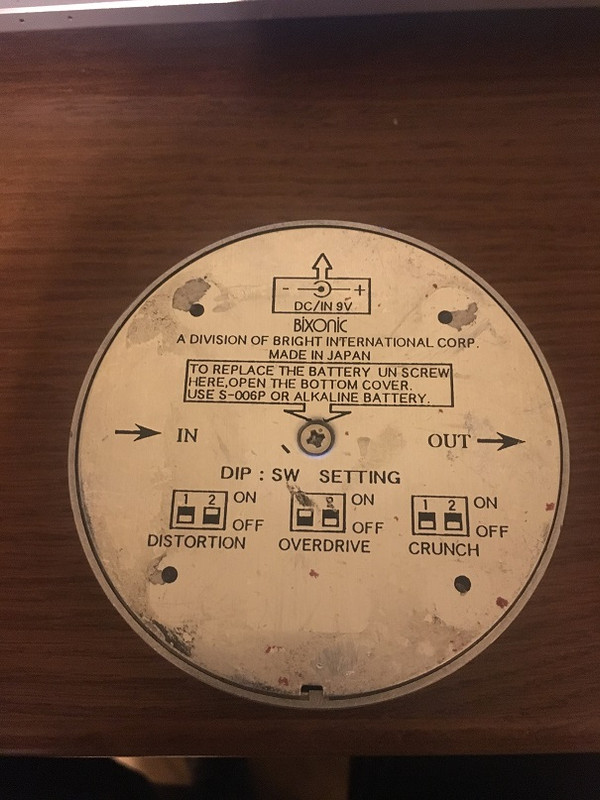 - +
DC/IN 9V
Bixonic
A DIVISION OF BRIGHT INTERNATIONAL CORP.
MADE IN JAPAN
TO REPLACE THE BATTERY UN SCREW
HERE,OPEN THE BOTTOM COVER.
USE S-006P OR ALKALINE BATTERY.
IN OUT
DIP : SW SETTING
1 2 ON 2 ON 1 2 ON
OFF OFF OFF
DISTORTION OVERDRIVE CRUNCH